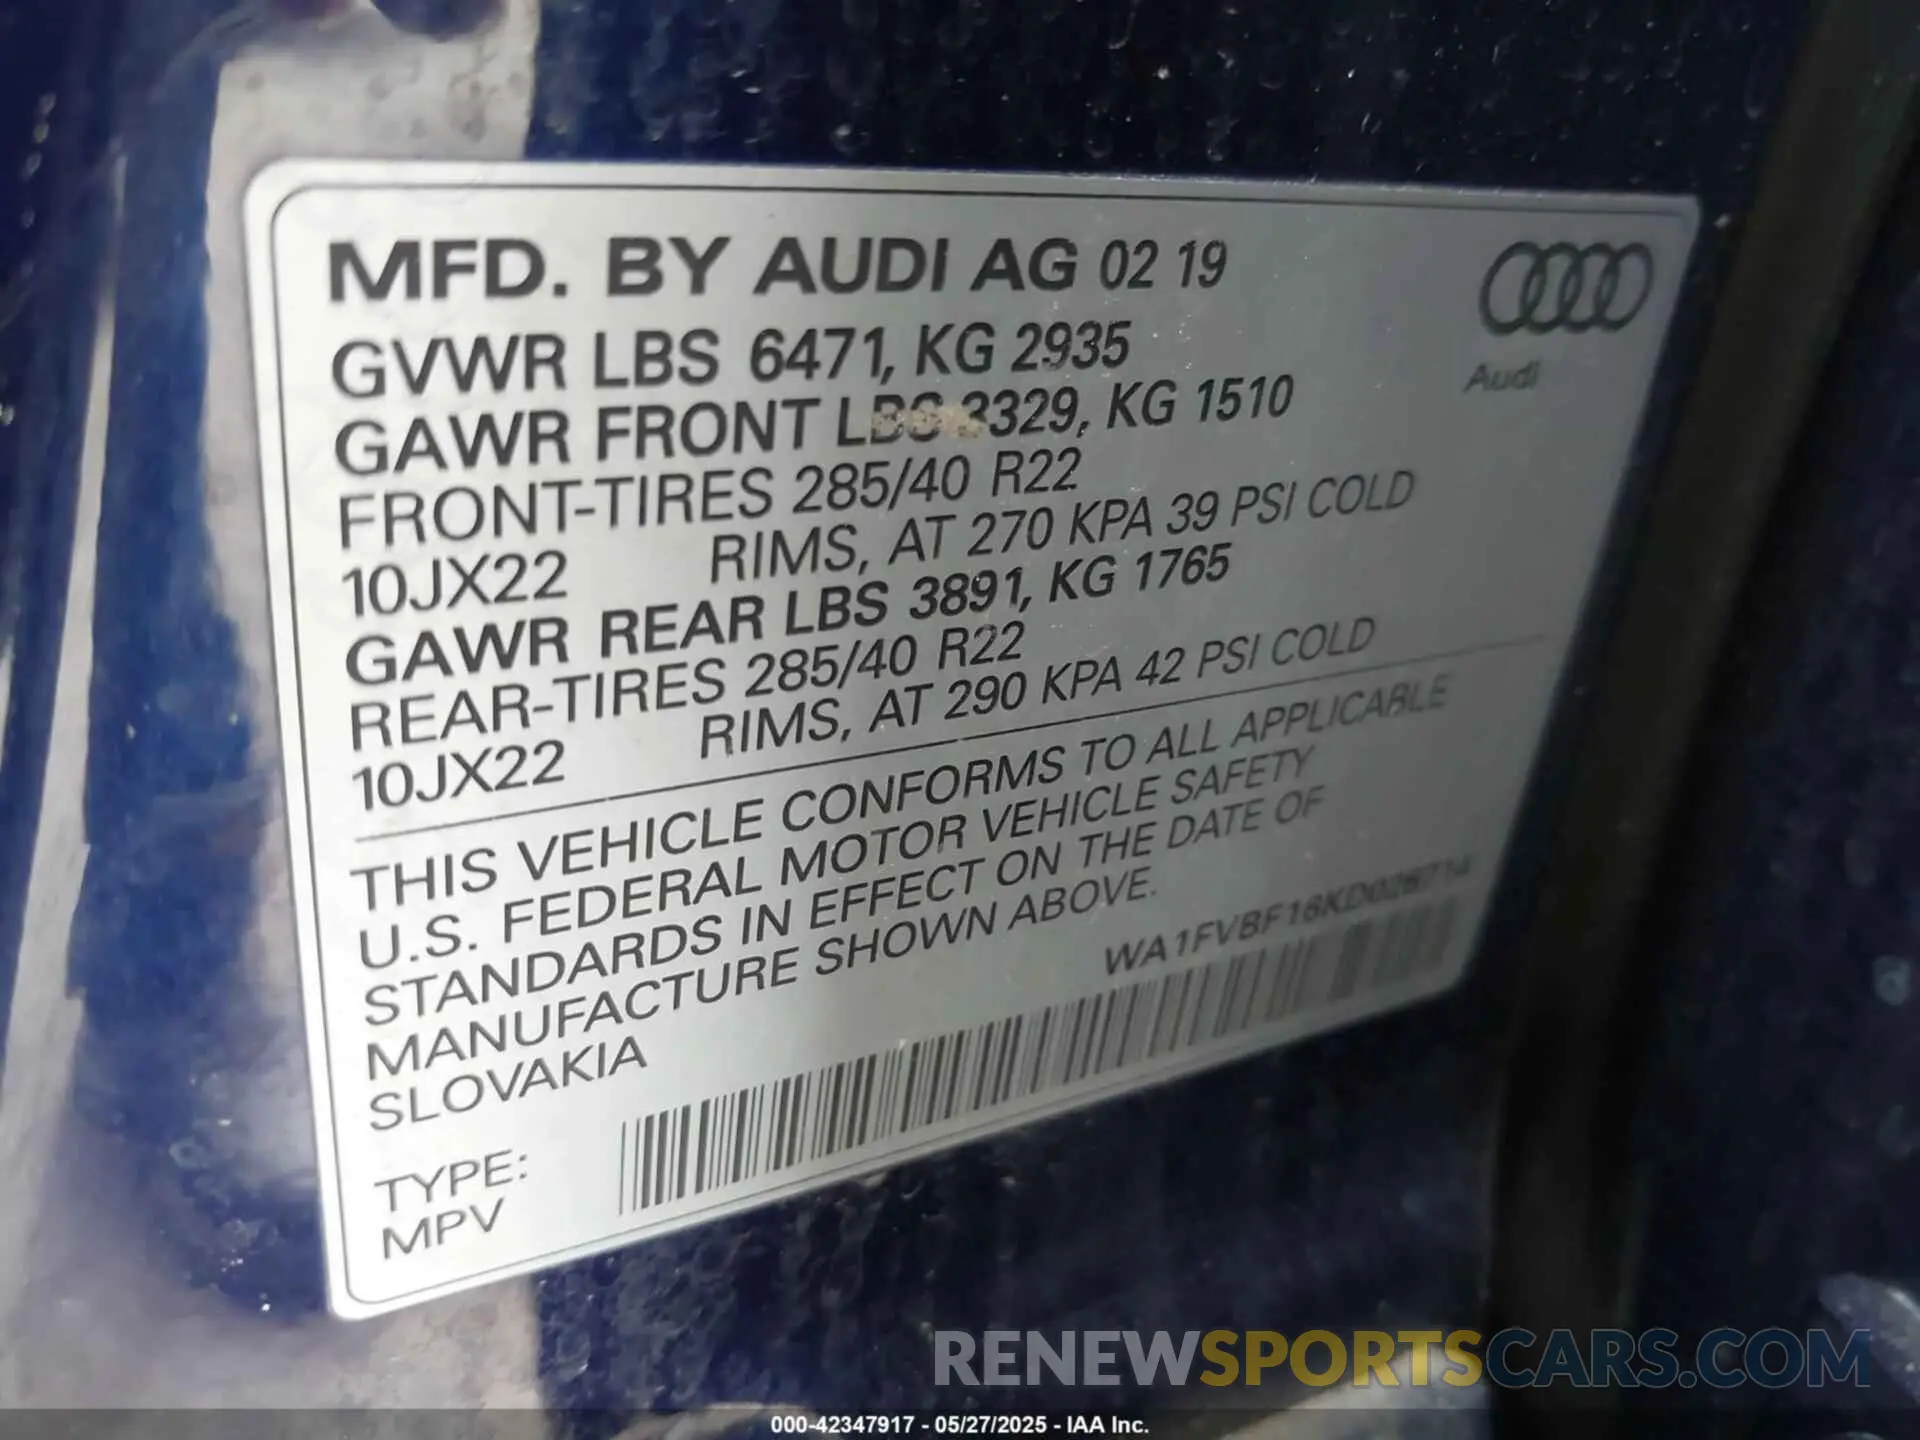 MFD. BY AUDI AG 02 19
GVWR LBS 6471, KG 2935
Audi
GAWR FRONT LBS 3329, KG 1510
FRONT-TIRES 285/40 R22
10JX22 RIMS, AT 270 KPA 39 PSI COLD
GAWR REAR LBS 3891, KG 1765
REAR-TIRES 285/40 R22
10JX22 RIMS, AT 290 KPA 42 PSI COLD
THIS VEHICLE CONFORMS TO ALL APPLICABLE
U.S. FEDERAL MOTOR VEHICLE SAFETY
STANDARDS IN EFFECT ON THE DATE OF
MANUFACTURE SHOWN ABOVE.
SLOVAKIA
TYPE:
MPV
RENEWSPORTSCARS.COM
000-42347917 - 05/27/2025 - IAA Inc.